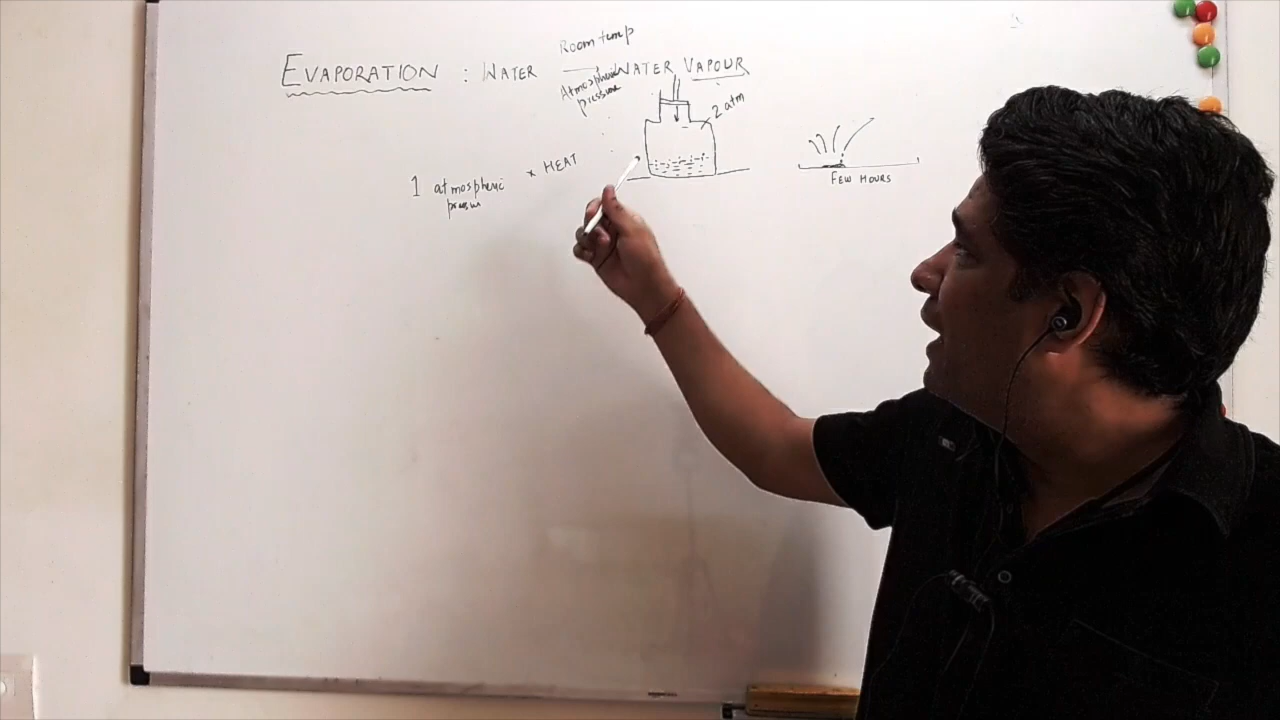 Room temp
EVAPORATION : WATER WATER VAPOUR
Atmospheric
pressure
2 atm
1 atmospheric
pressure
x HEAT
FEW HOURS